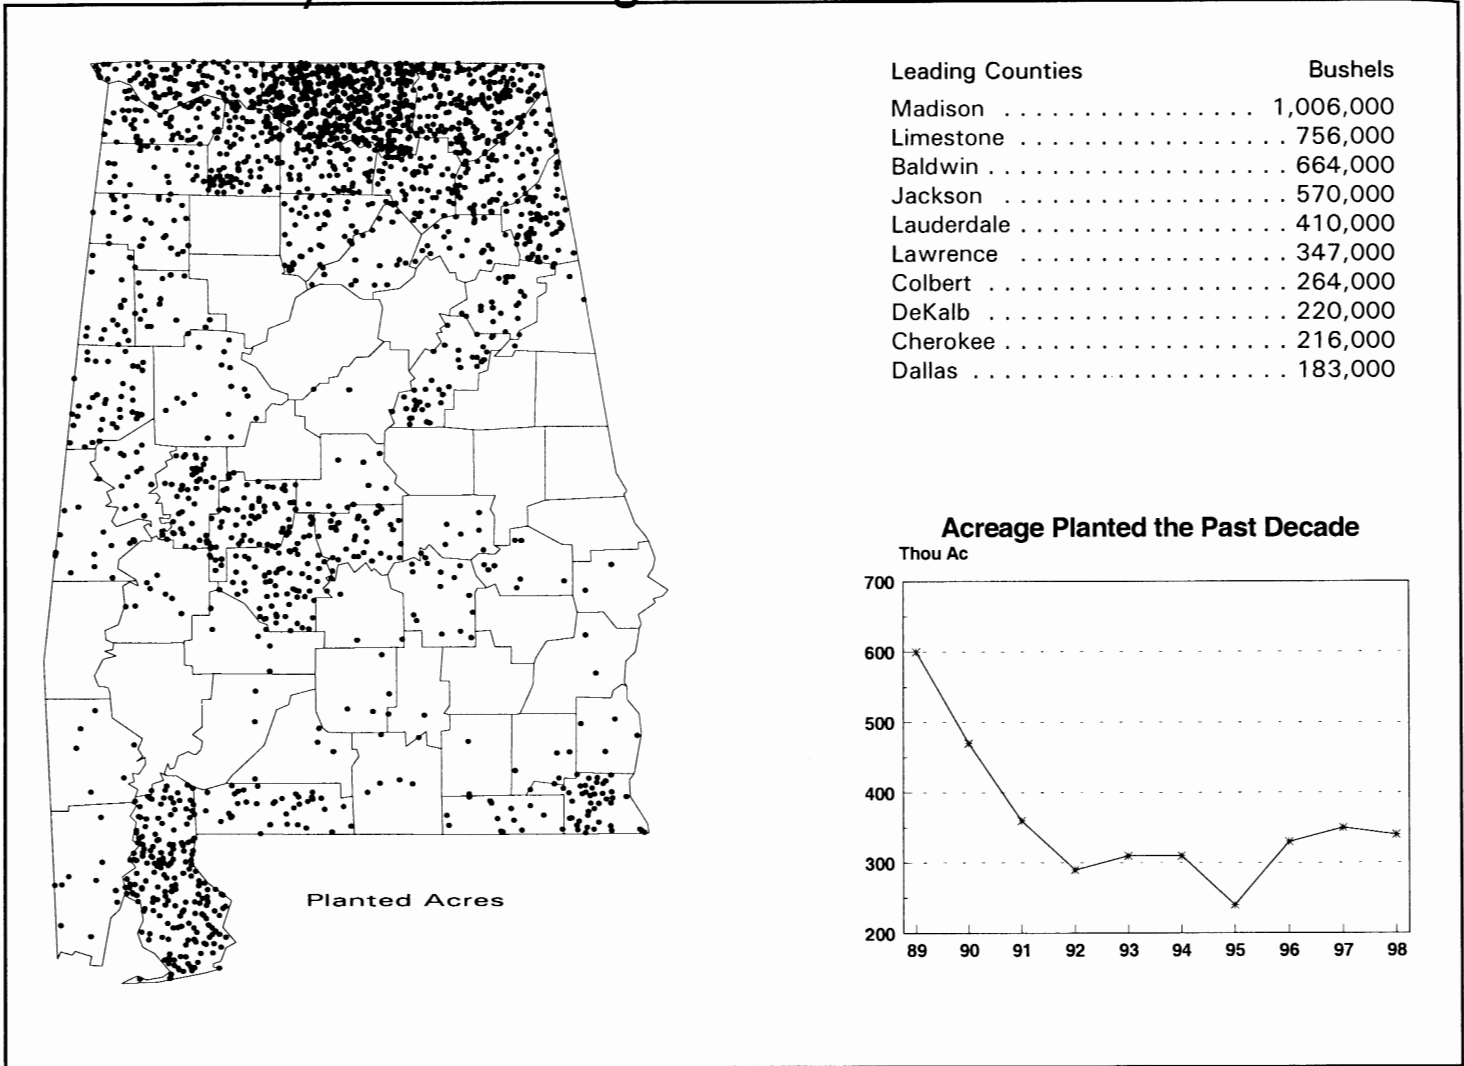 Leading Counties Bushels
Madison ................ 1,006,000
Limestone ................. 756,000
Baldwin ................... 664,000
Jackson .................. 570,000
Lauderdale ................. 410,000
Lawrence ................. 347,000
Colbert ................... 264,000
DeKalb ................... 220,000
Cherokee .................. 216,000
Dallas .................... 183,000
Acreage Planted the Past Decade
Thou Ac
700
600
500
400
300
200
89 90 91 92 93 94 95 96 97 98
Planted Acres